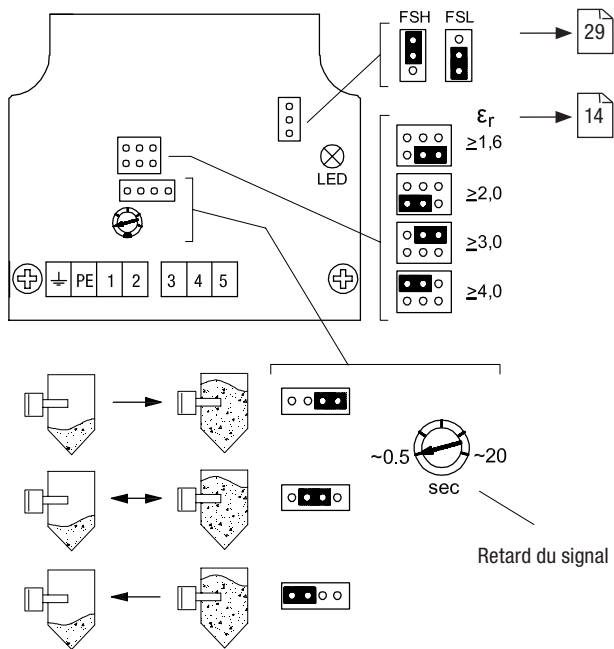 FSH FSL
29
εr
14
≥1,6
≥2,0
≥3,0
≥4,0
LED
PE 1 2 3 4 5
~0.5 ~20
sec
Retard du signal